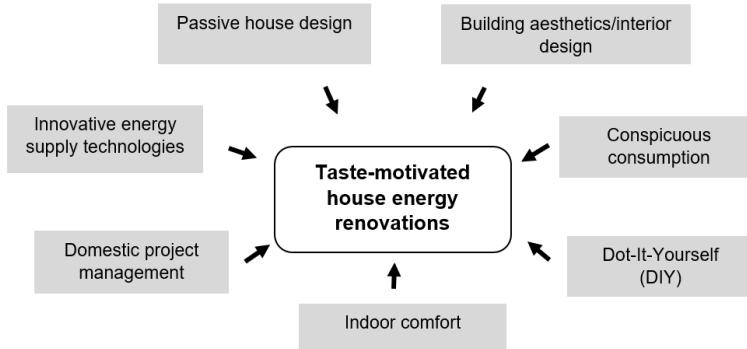 Passive house design
Building aesthetics/interior
design
Innovative energy
supply technologies
Conspicuous
consumption
Taste-motivated
house energy
renovations
Domestic project
management
Dot-It-Yourself
(DIY)
Indoor comfort